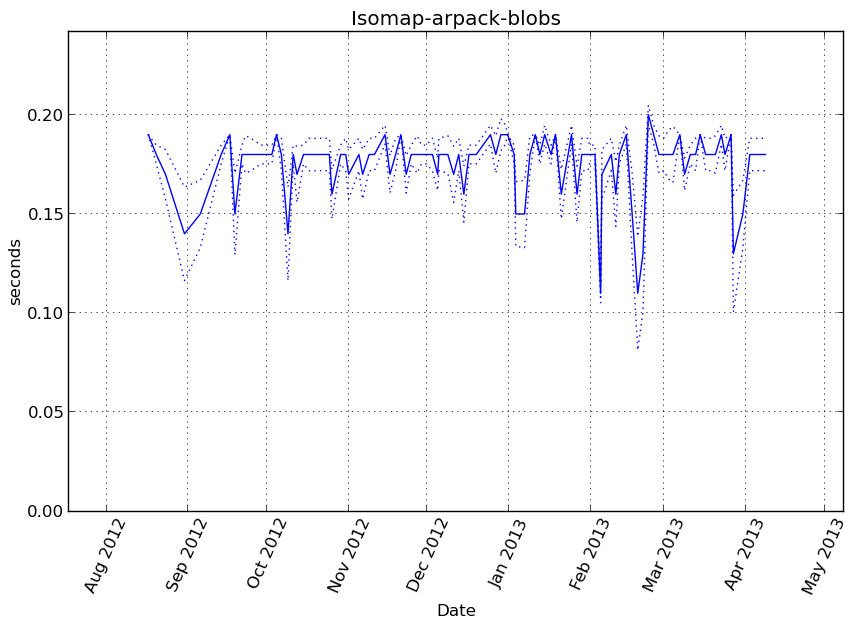 Isomap-arpack-blobs
seconds
0.20
0.15
0.10
0.05
0.00
Aug 2012
Sep 2012
Oct 2012
Nov 2012
Dec 2012
Jan 2013
Feb 2013
Mar 2013
Apr 2013
May 2013
Date